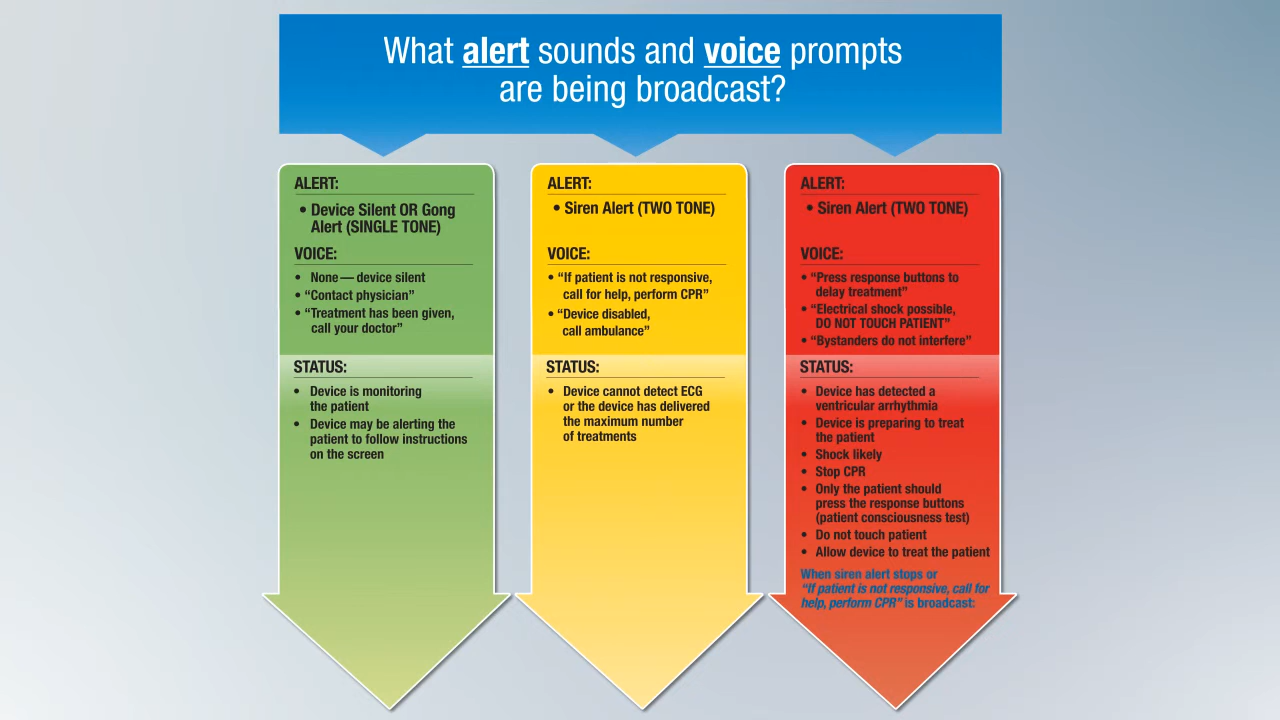 What alert sounds and voice prompts
are being broadcast?
ALERT:
• Device Silent OR Gong
Alert (SINGLE TONE)
VOICE:
• None — device silent
• “Contact physician”
• “Treatment has been given,
call your doctor”
STATUS:
• Device is monitoring
the patient
• Device may be alerting the
patient to follow instructions
on the screen
ALERT:
• Siren Alert (TWO TONE)
VOICE:
• “If patient is not responsive,
call for help, perform CPR”
• “Device disabled,
call ambulance”
STATUS:
• Device cannot detect ECG
or the device has delivered
the maximum number
of treatments
ALERT:
• Siren Alert (TWO TONE)
VOICE:
• “Press response buttons to
delay treatment”
• “Electrical shock possible,
DO NOT TOUCH PATIENT”
• “Bystanders do not interfere”
STATUS:
• Device has detected a
ventricular arrhythmia
• Device is preparing to treat
the patient
• Shock likely
• Stop CPR
• Only the patient should
press the response buttons
(patient consciousness test)
• Do not touch patient
• Allow device to treat the patient
When siren alert stops or
“If patient is not responsive, call for
help, perform CPR” is broadcast: